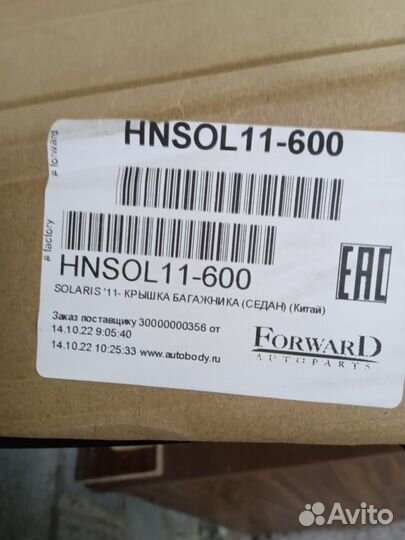 HNSOL11-600
# forward
# factory
HNSOL11-600
EAC
SOLARIS '11- КРЫШКА БАГАЖНИКА (СЕДАН) (Китай)
Заказ поставщику 30000000356 от
14.10.22 9:05:40
14.10.22 10:25:33 www.autobody.ru
FORWARD
AUTOPARTS
Avito